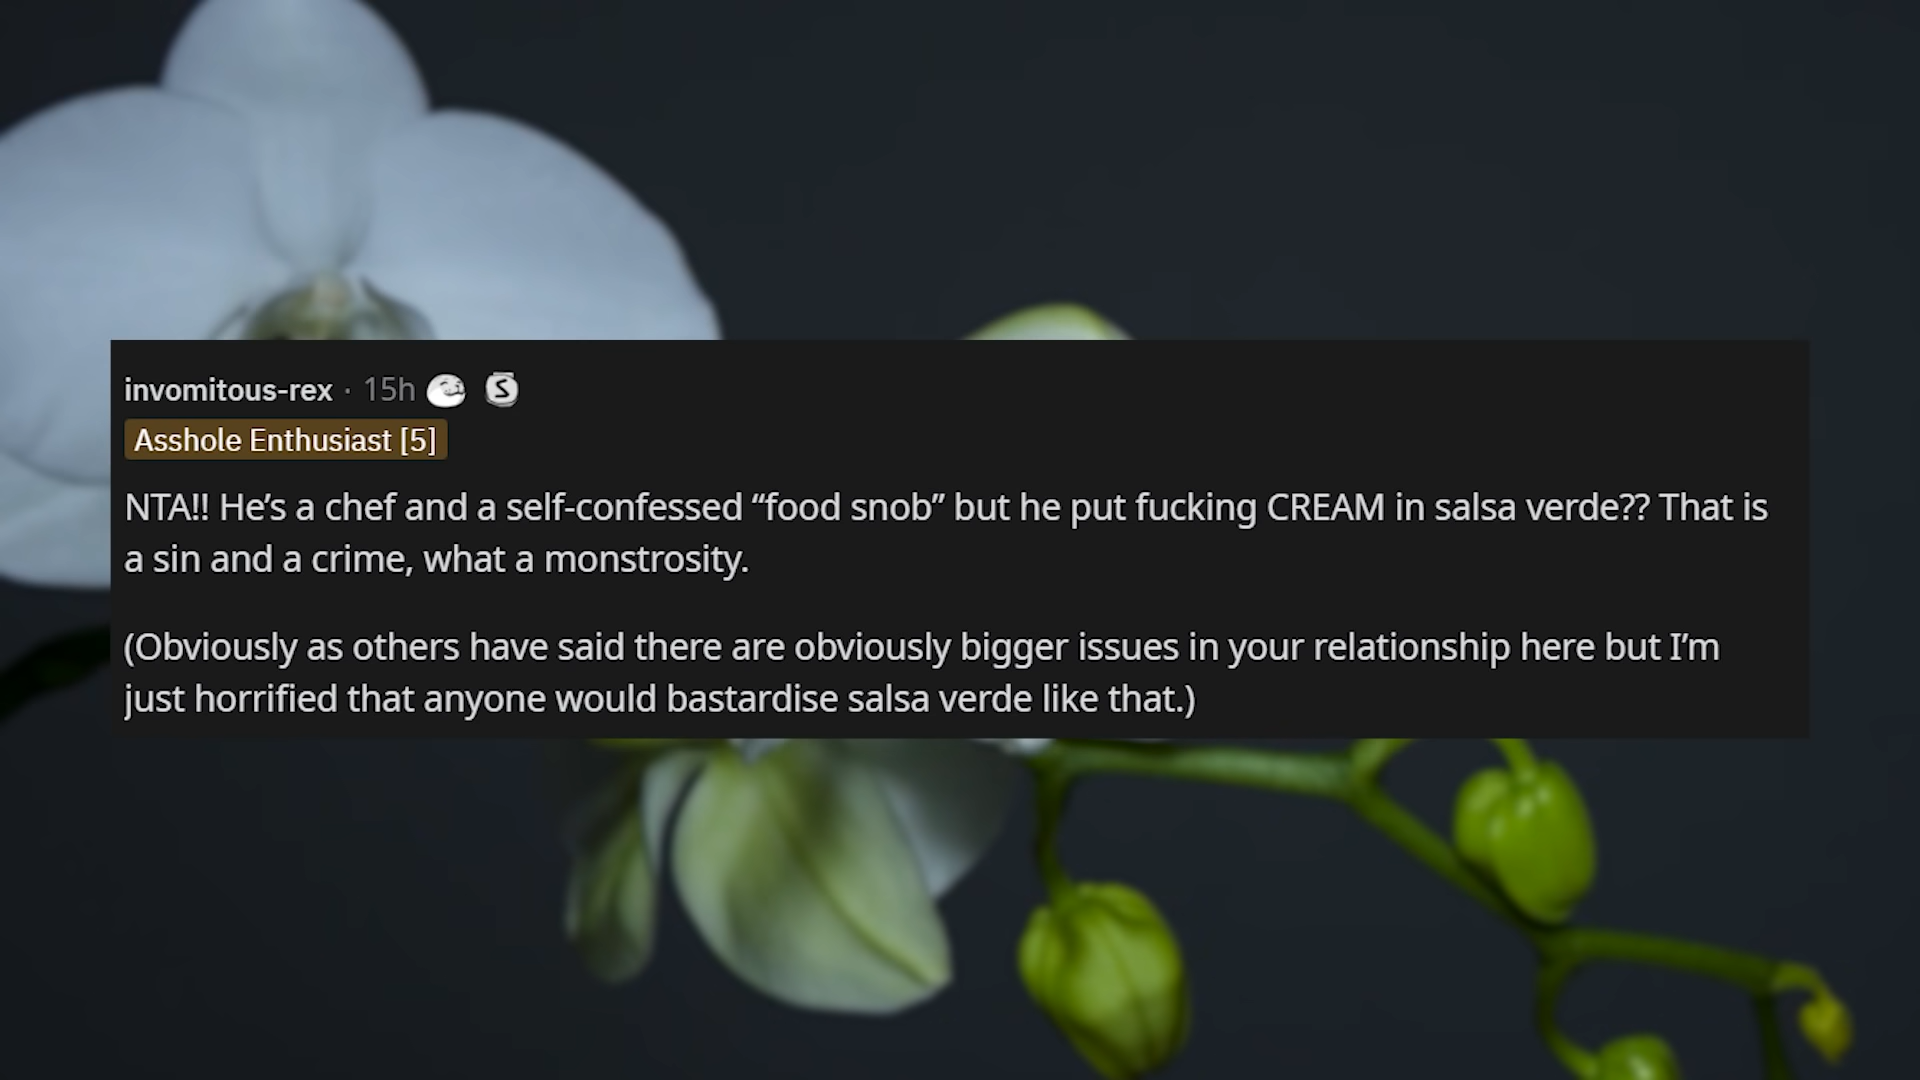 invomitous-rex · 15h
Asshole Enthusiast [5]
NTA!! He’s a chef and a self-confessed “food snob” but he put fucking CREAM in salsa verde?? That is
a sin and a crime, what a monstrosity.
(Obviously as others have said there are obviously bigger issues in your relationship here but I’m
just horrified that anyone would bastardise salsa verde like that.)